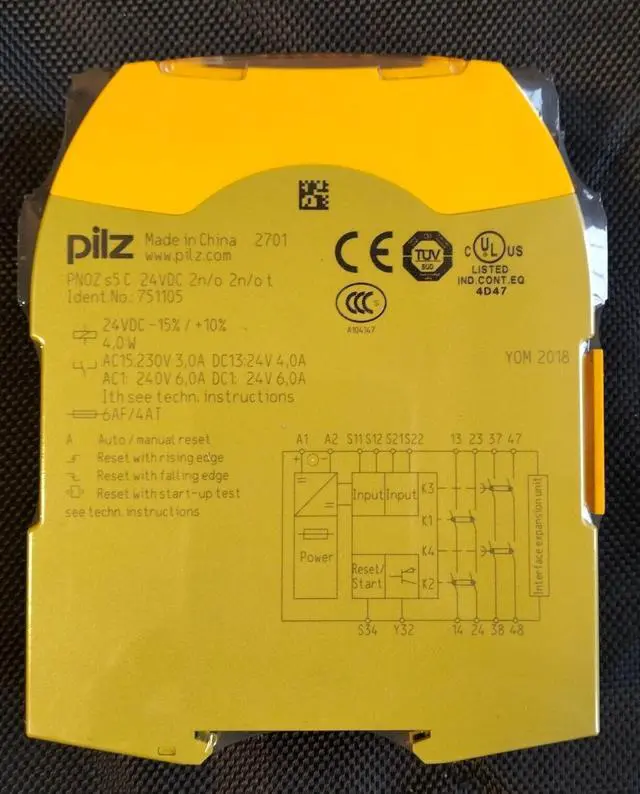 pilz Made in China 2701
www.pilz.com
PNOZ s5 C 24VDC 2n/o 2n/o t
Ident.No.: 751105
CE
TÜV
SÜD
C UL US
LISTED
IND.CONT.EQ
4D47
CCC
A104147
24VDC -15% / +10%
4,0 W
AC15:230V 3,0A DC13:24V 4,0A
AC1: 240V 6,0A DC1: 24V 6,0A
Ith see techn. instructions
6AF/4AT
YOM 2018
A Auto / manual reset
Reset with rising edge
Reset with falling edge
Reset with start-up test
see techn. instructions
A1 A2 S11 S12 S21 S22 13 23 37 47
+ -
Input Input K3
K1
Power
K4
Reset/
Start
K2
Interface expansion unit
S34 Y32 14 24 38 48